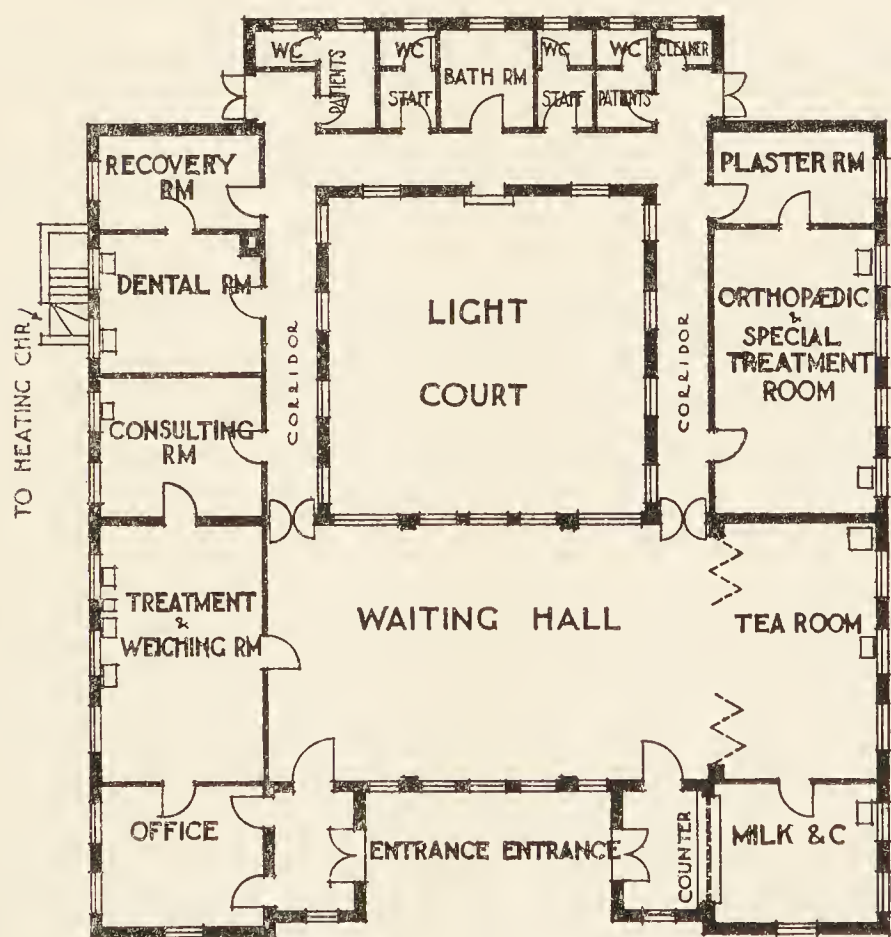 WC
WC
WC
WC
CLEANER
PATIENTS
STAFF
BATH RM
STAFF
PATIENTS
RECOVERY
RM
PLASTER RM
DENTAL RM
LIGHT
COURT
ORTHOPÆDIC
&
SPECIAL
TREATMENT
ROOM
TO HEATING CHR,
CONSULTING
RM
CORRIDOR
CORRIDOR
TREATMENT
&
WEIGHING RM
WAITING HALL
TEA ROOM
OFFICE
ENTRANCE ENTRANCE
COUNTER
MILK & C